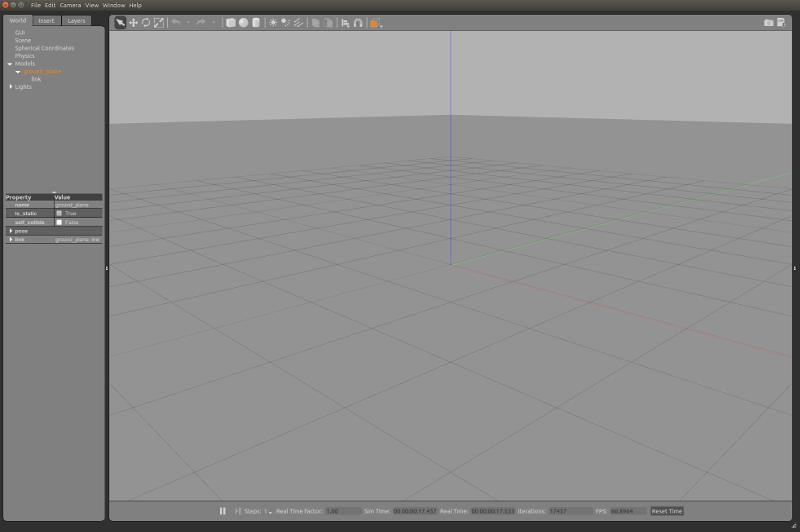 File Edit Camera View Window Help
World Insert Layers
GUI
Scene
Spherical Coordinates
Physics
Models
ground_plane
link
Lights
Property Value
name ground_plane
is_static True
self_collide False
pose
link ground_plane::link
Steps: 1 Real Time Factor: 1.00 Sim Time: 00 00:00:17.457 Real Time: 00 00:00:17.533 Iterations: 17457 FPS:
Reset Time